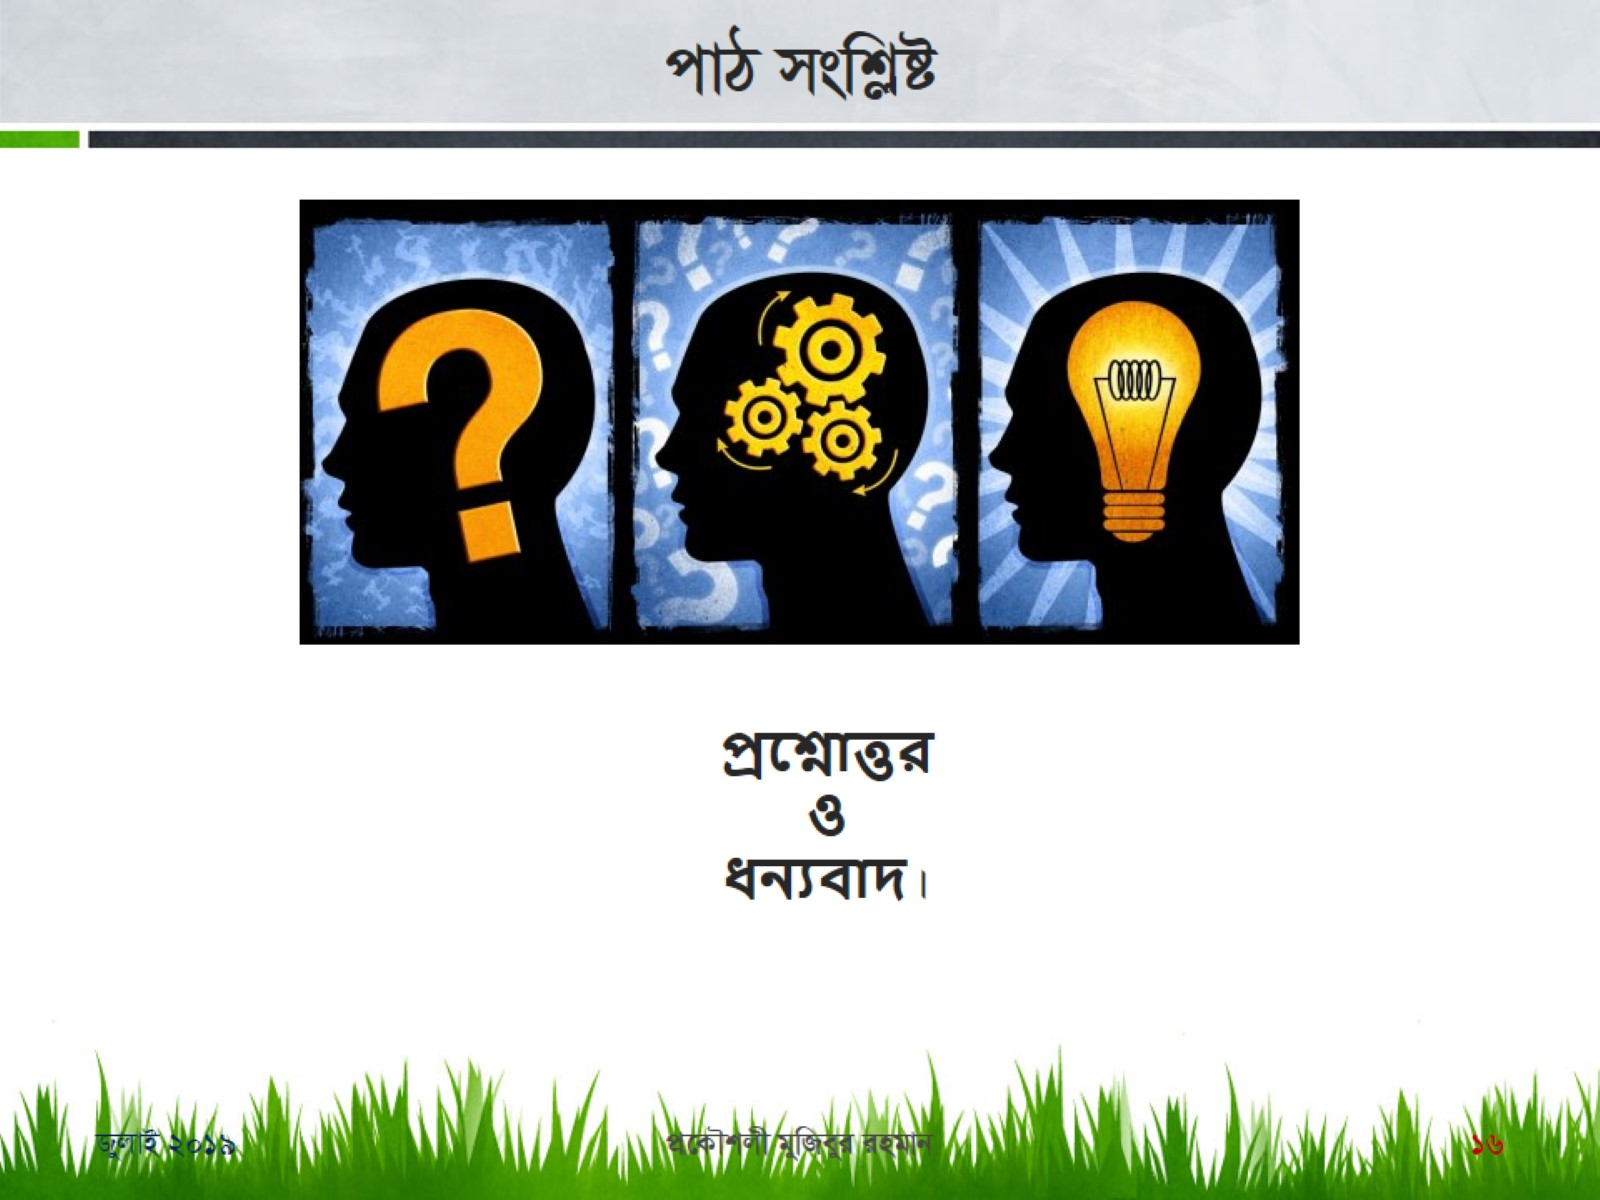 পাঠ সংশ্লিষ্ট
প্রশ্নোত্তর
ও
ধন্যবাদ।
জুলাই ২০১৯
প্রকৌশলী মুজিবুর রহমান
১৬